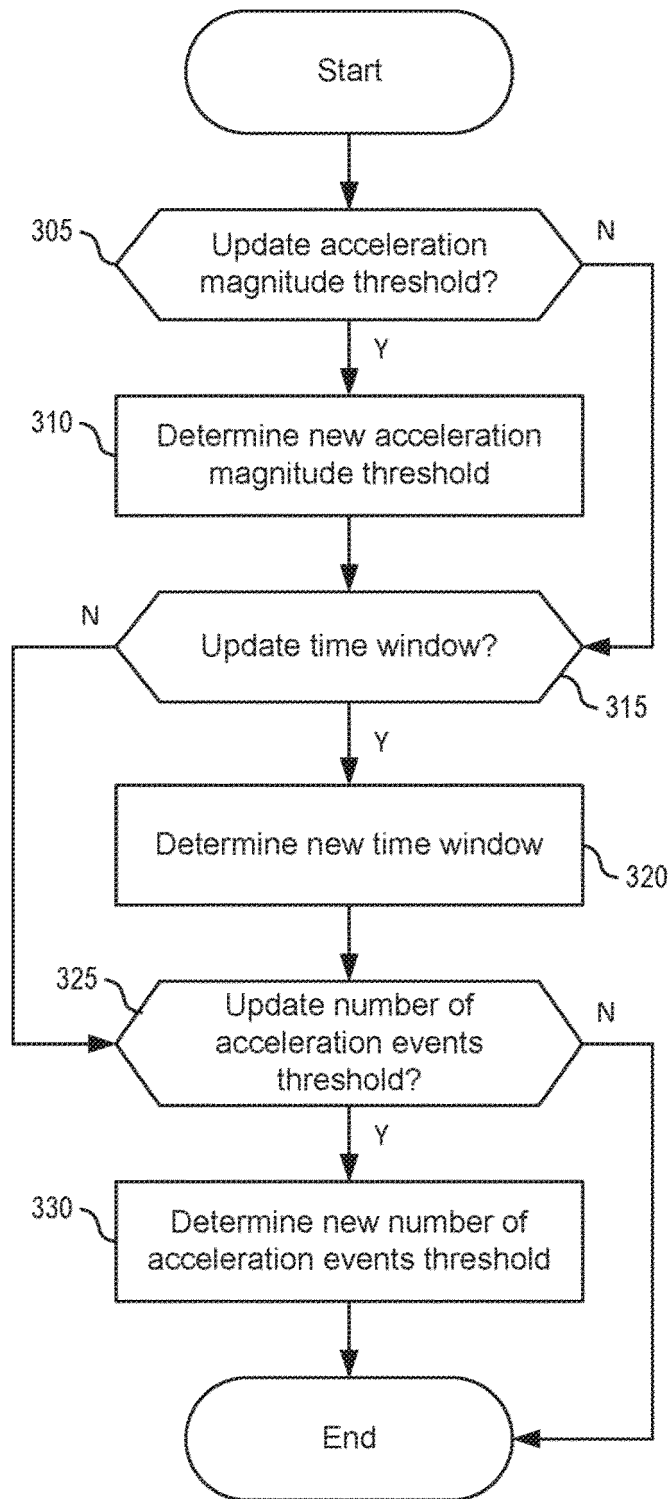 Start
305
Update acceleration
magnitude threshold?
N
Y
310
Determine new acceleration
magnitude threshold
N
Update time window?
315
Y
Determine new time window
320
325
Update number of
acceleration events
threshold?
N
Y
330
Determine new number of
acceleration events threshold
End